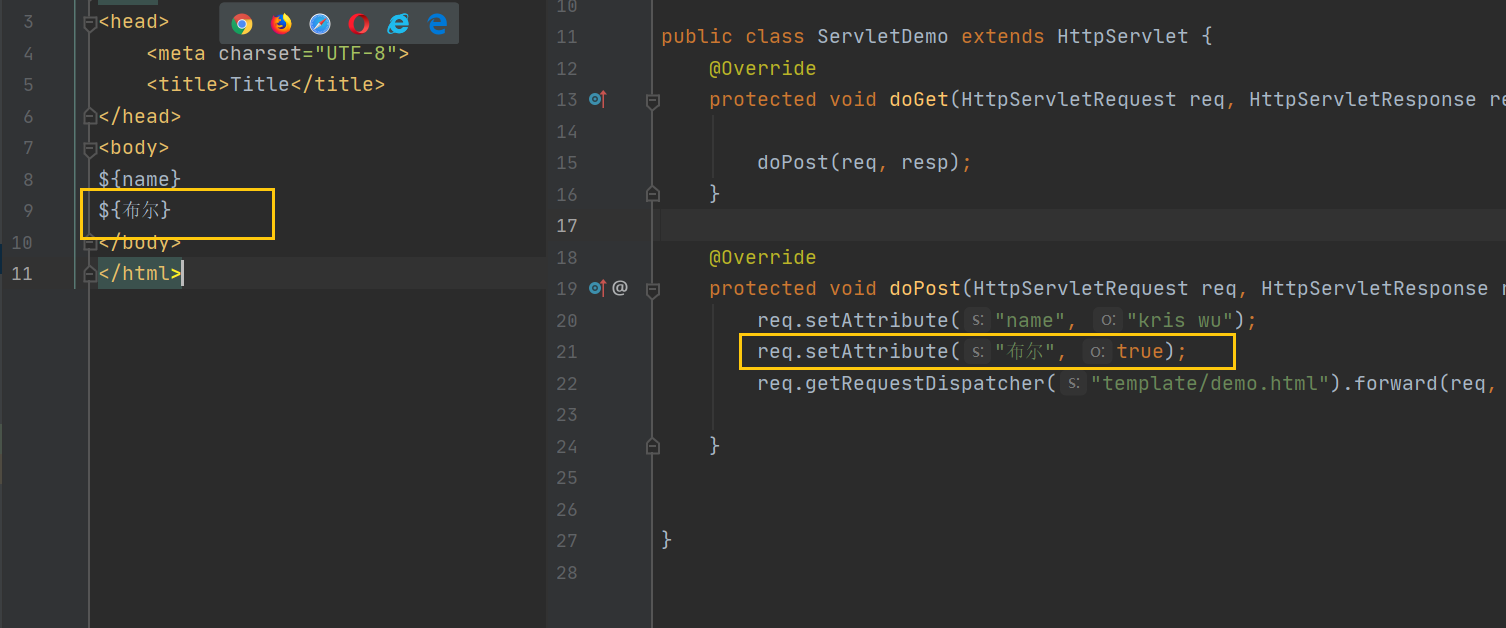 3 <head>
4 <meta charset="UTF-8">
5 <title>Title</title>
6 </head>
7 <body>
8 ${name}
9 ${布尔}
10 </body>
11 </html>
10
11 public class ServletDemo extends HttpServlet {
12 @Override
13 protected void doGet(HttpServletRequest req, HttpServletResponse re
14
15 doPost(req, resp);
16 }
17
18 @Override
19 @ protected void doPost(HttpServletRequest req, HttpServletResponse r
20 req.setAttribute( s: "name", o: "kris wu");
21 req.setAttribute( s: "布尔", o: true);
22 req.getRequestDispatcher( s: "template/demo.html").forward(req,
23
24 }
25
26
27 }
28